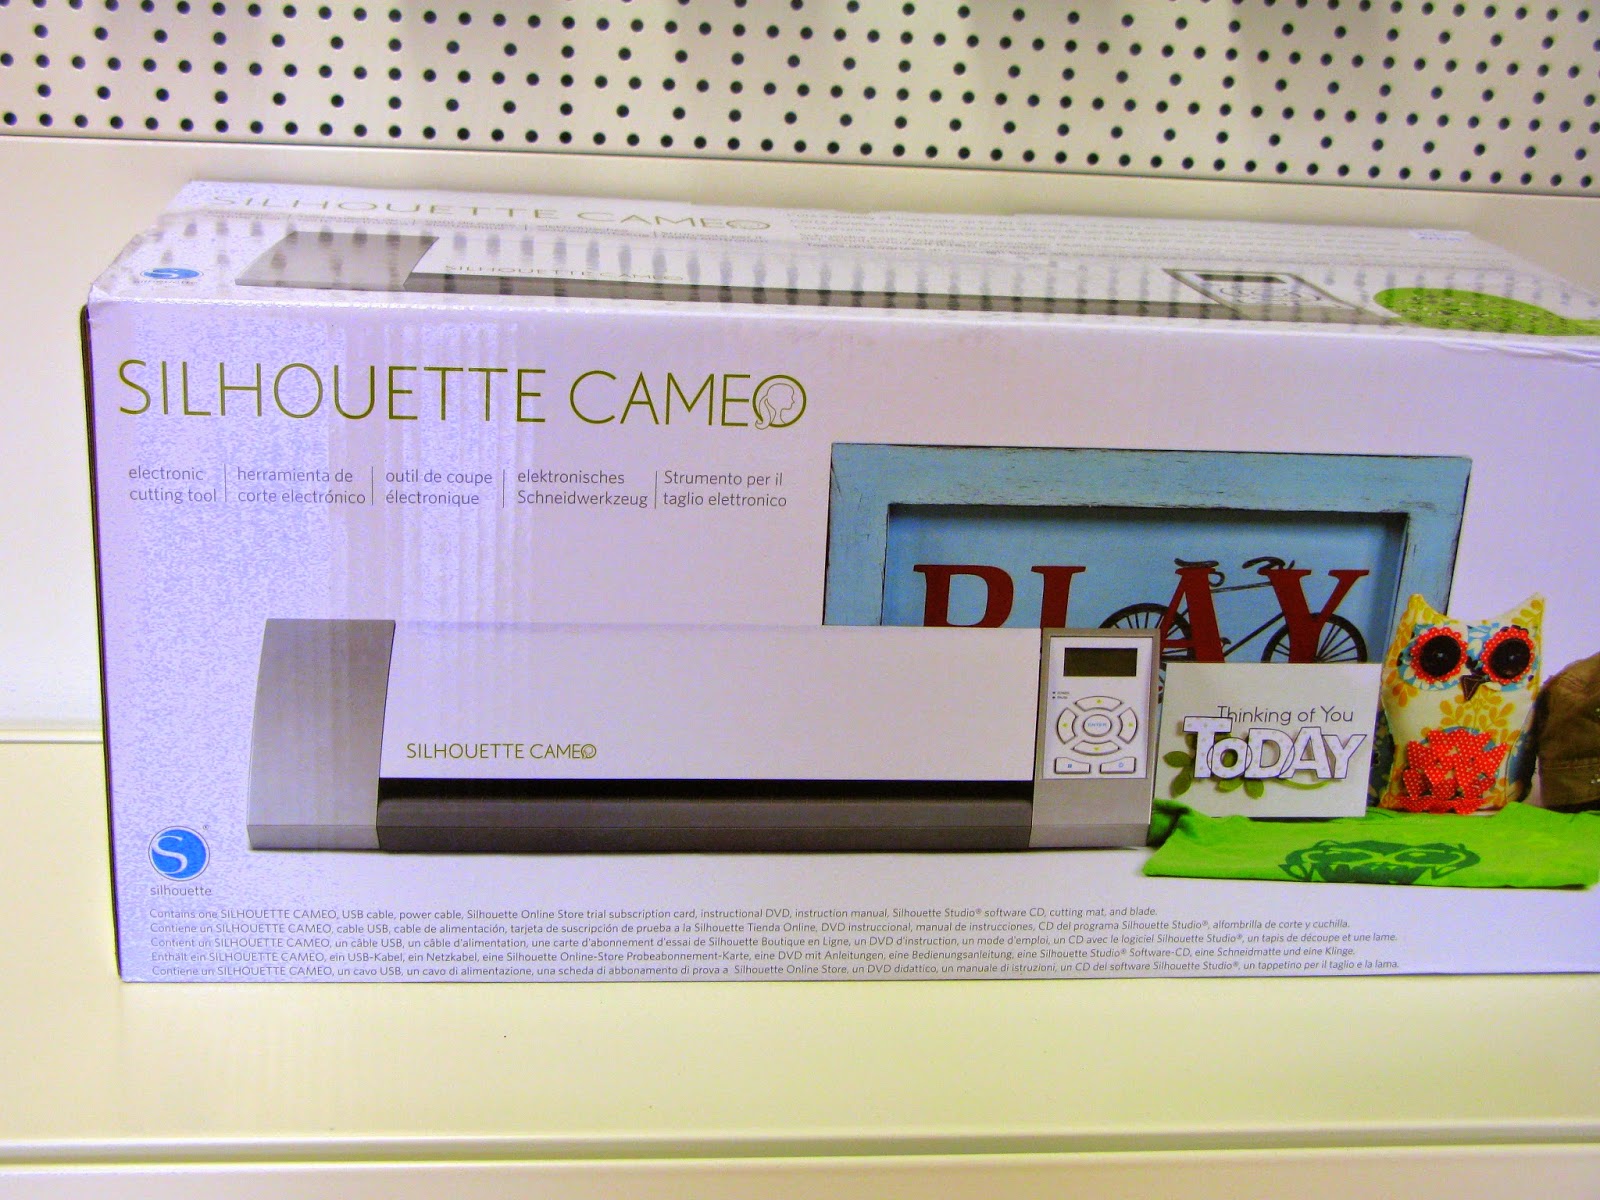 SILHOUETTE CAMEO
SILHOUETTE CAMEO
SILHOUETTE CAMEO
electronic
cutting tool
herramienta de
corte electrónico
outil de coupe
électronique
elektronisches
Schneidwerkzeug
Strumento per il
taglio elettronico
PLAY
SILHOUETTE CAMEO
ENTER
Thinking of You
ToDAY
S
®
silhouette
Contains one SILHOUETTE CAMEO, USB cable, power cable, Silhouette Online Store trial subscription card, instructional DVD, instruction manual, Silhouette Studio® software CD, cutting mat, and blade.
Contiene un SILHOUETTE CAMEO, cable USB, cable de alimentación, tarjeta de suscripción de prueba a la Silhouette Tienda Online, DVD instruccional, manual de instrucciones, CD del programa Silhouette Studio®, alfombrilla de corte y cuchilla.
Contient un SILHOUETTE CAMEO, un câble USB, un câble d'alimentation, une carte d'abonnement d'essai de Silhouette Boutique en Ligne, un DVD d'instruction, un mode d'emploi, un CD avec le logiciel Silhouette Studio®, un tapis de découpe et une lame.
Enthält ein SILHOUETTE CAMEO, ein USB-Kabel, ein Netzkabel, eine Silhouette Online-Store Probeabonnement-Karte, eine DVD mit Anleitungen, eine Bedienungsanleitung, eine Silhouette Studio® Software-CD, eine Schneidmatte und eine Klinge.
Contiene un SILHOUETTE CAMEO, un cavo USB, un cavo di alimentazione, una scheda di abbonamento di prova a Silhouette Online Store, un DVD didattico, un manuale di istruzioni, un CD del software Silhouette Studio®, un tappetino per il taglio e la lama.